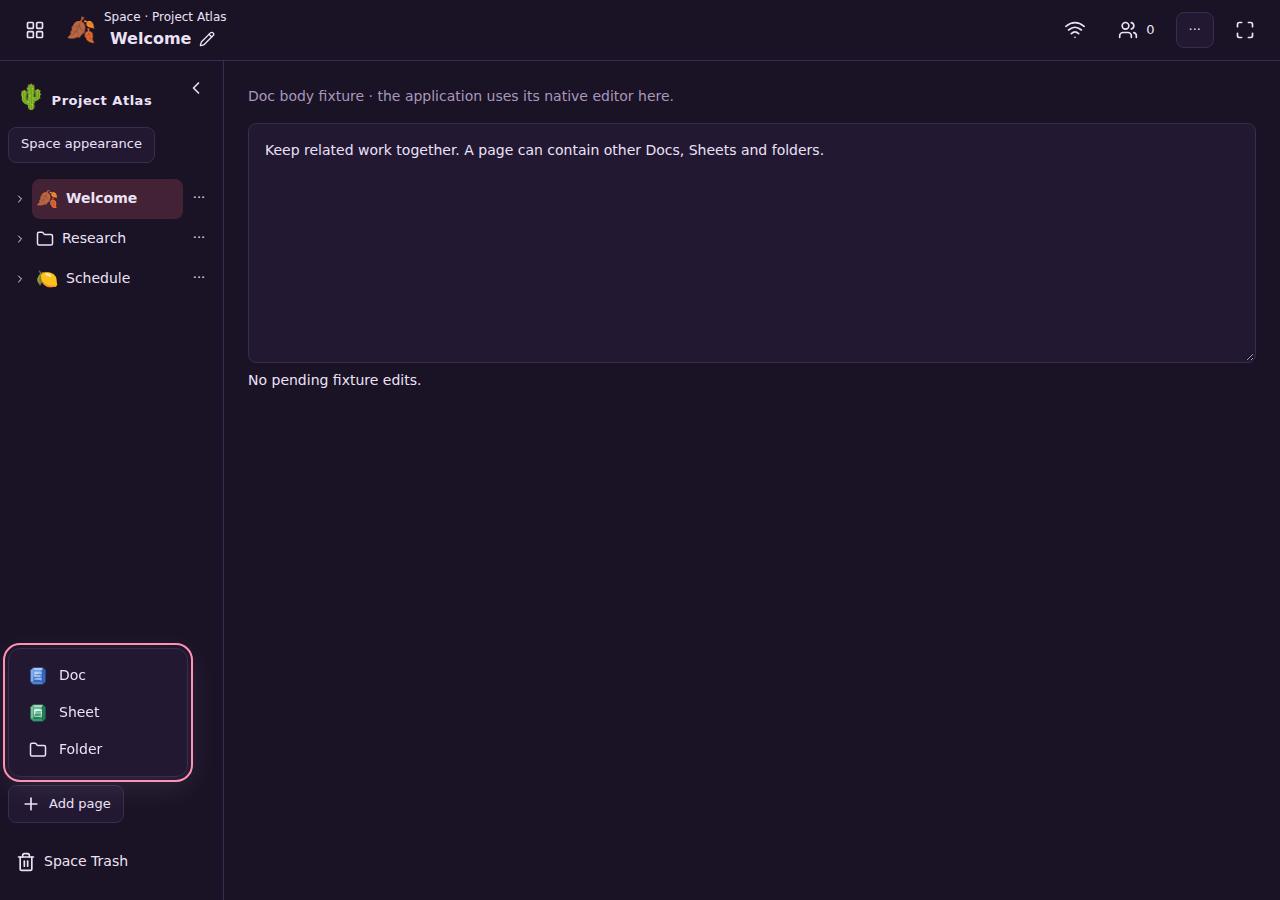 Space · Project Atlas
Welcome
0
...
Project Atlas
Space appearance
Welcome
...
Research
...
Schedule
...
Doc body fixture · the application uses its native editor here.
Keep related work together. A page can contain other Docs, Sheets and folders.
No pending fixture edits.
Doc
Sheet
Folder
Add page
Space Trash